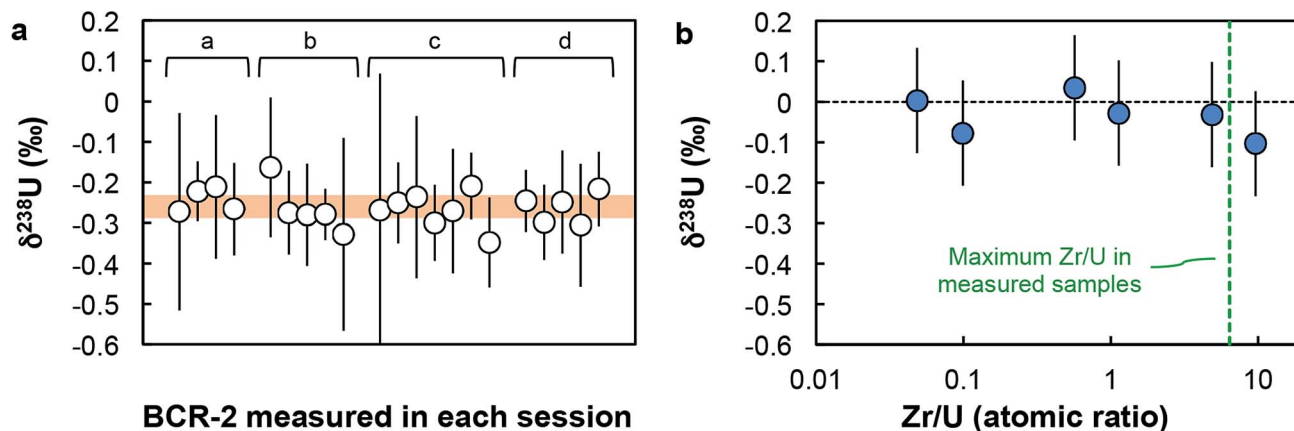 a
0.2
0.1
0
-0.1
-0.2
-0.3
-0.4
-0.5
-0.6
δ²³⁸U (‰)
a
b
c
d
BCR-2 measured in each session
b
0.2
0.1
0
-0.1
-0.2
-0.3
-0.4
-0.5
-0.6
δ²³⁸U (‰)
Maximum Zr/U in
measured samples
0.01
0.1
1
10
Zr/U (atomic ratio)